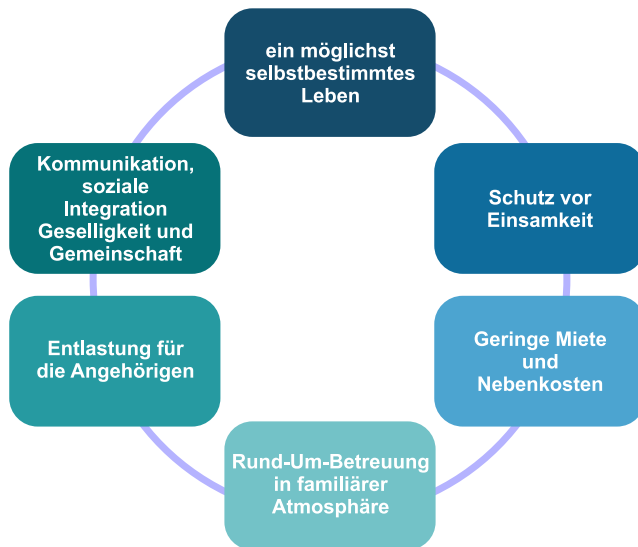 ein möglichst
selbstbestimmtes
Leben
Schutz vor
Einsamkeit
Geringe Miete
und
Nebenkosten
Rund-Um-Betreuung
in familiärer
Atmosphäre
Entlastung für
die Angehörigen
Kommunikation,
soziale
Integration
Geselligkeit und
Gemeinschaft